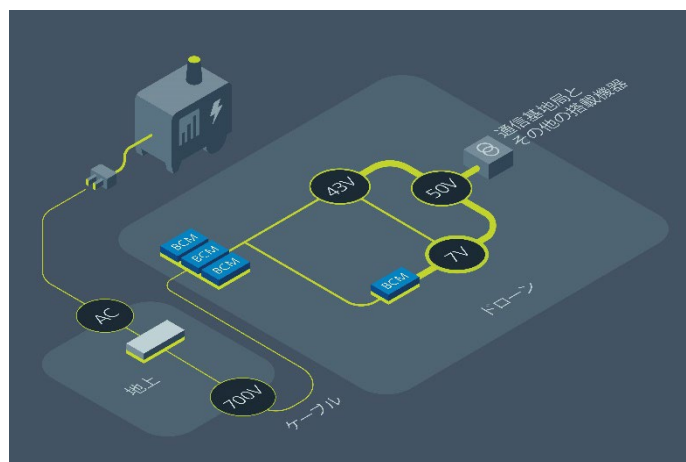 通信基地局と
その他の搭載機器
43V
50V
BCM
BCM
BCM
7V
BCM
ドローン
AC
地上
700V
ケーブル